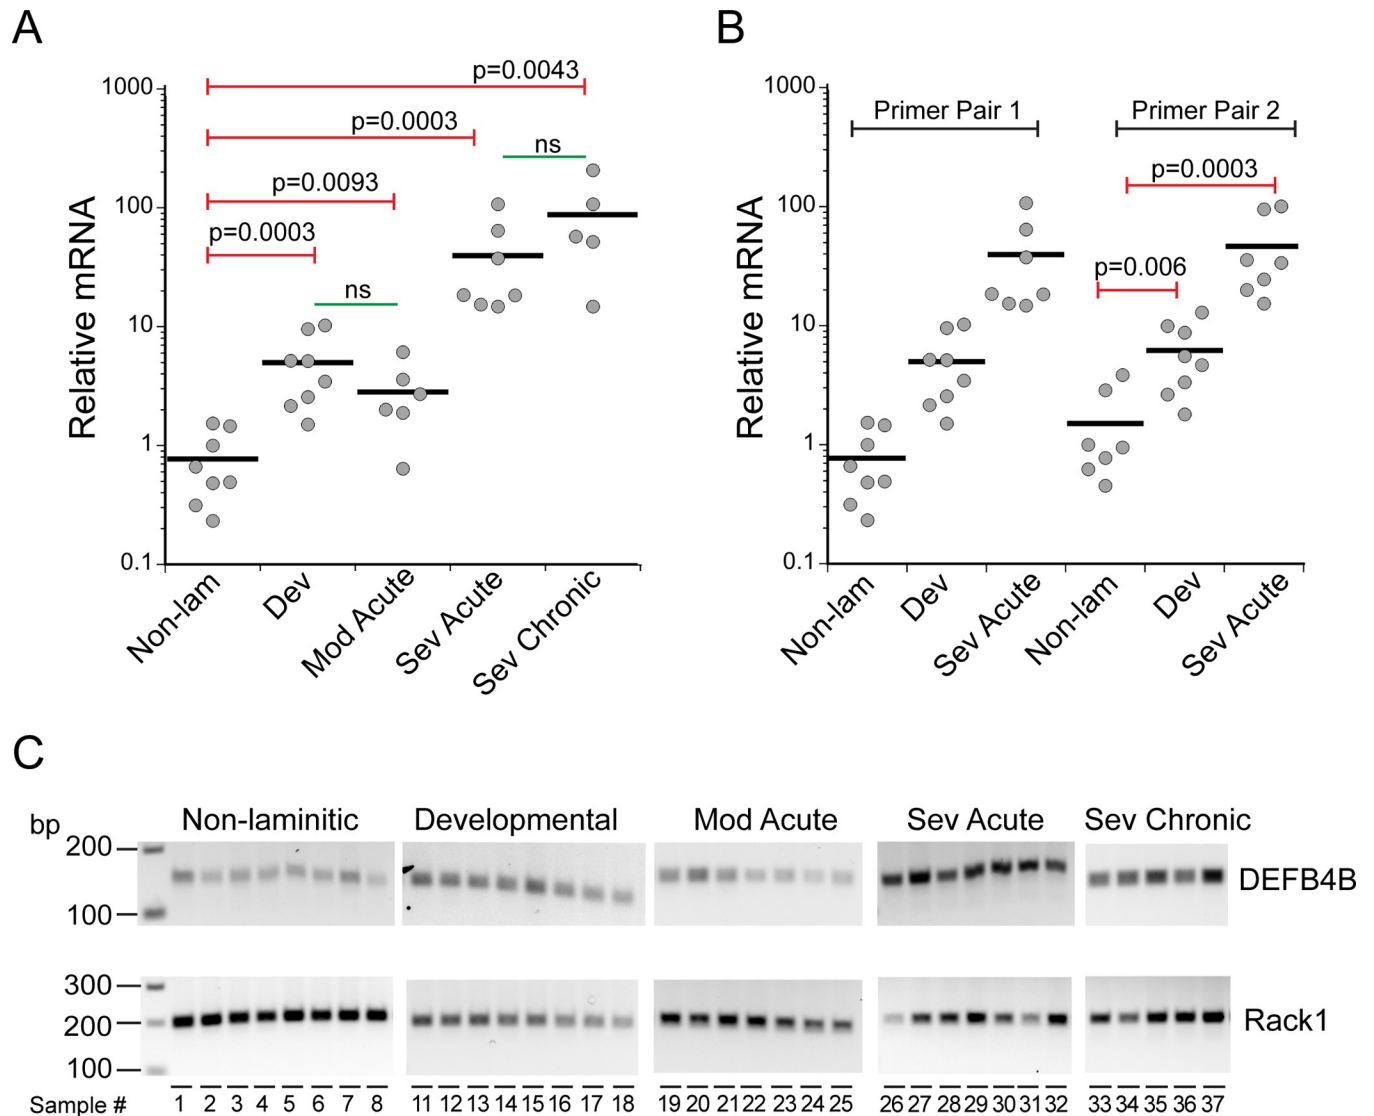 A
p=0.0043
p=0.0003
ns
p=0.0093
p=0.0003
ns
Relative mRNA
1000
100
10
1
0.1
Non-lam
Dev
Mod Acute
Sev Acute
Sev Chronic
B
Primer Pair 1
Primer Pair 2
p=0.0003
p=0.006
Relative mRNA
1000
100
10
1
0.1
Non-lam
Dev
Sev Acute
Non-lam
Dev
Sev Acute
C
bp
Non-laminitic
Developmental
Mod Acute
Sev Acute
Sev Chronic
200
100
DEFB4B
300
200
100
Rack1
Sample # 1 2 3 4 5 6 7 8 11 12 13 14 15 16 17 18 19 20 21 22 23 24 25 26 27 28 29 30 31 32 33 34 35 36 37